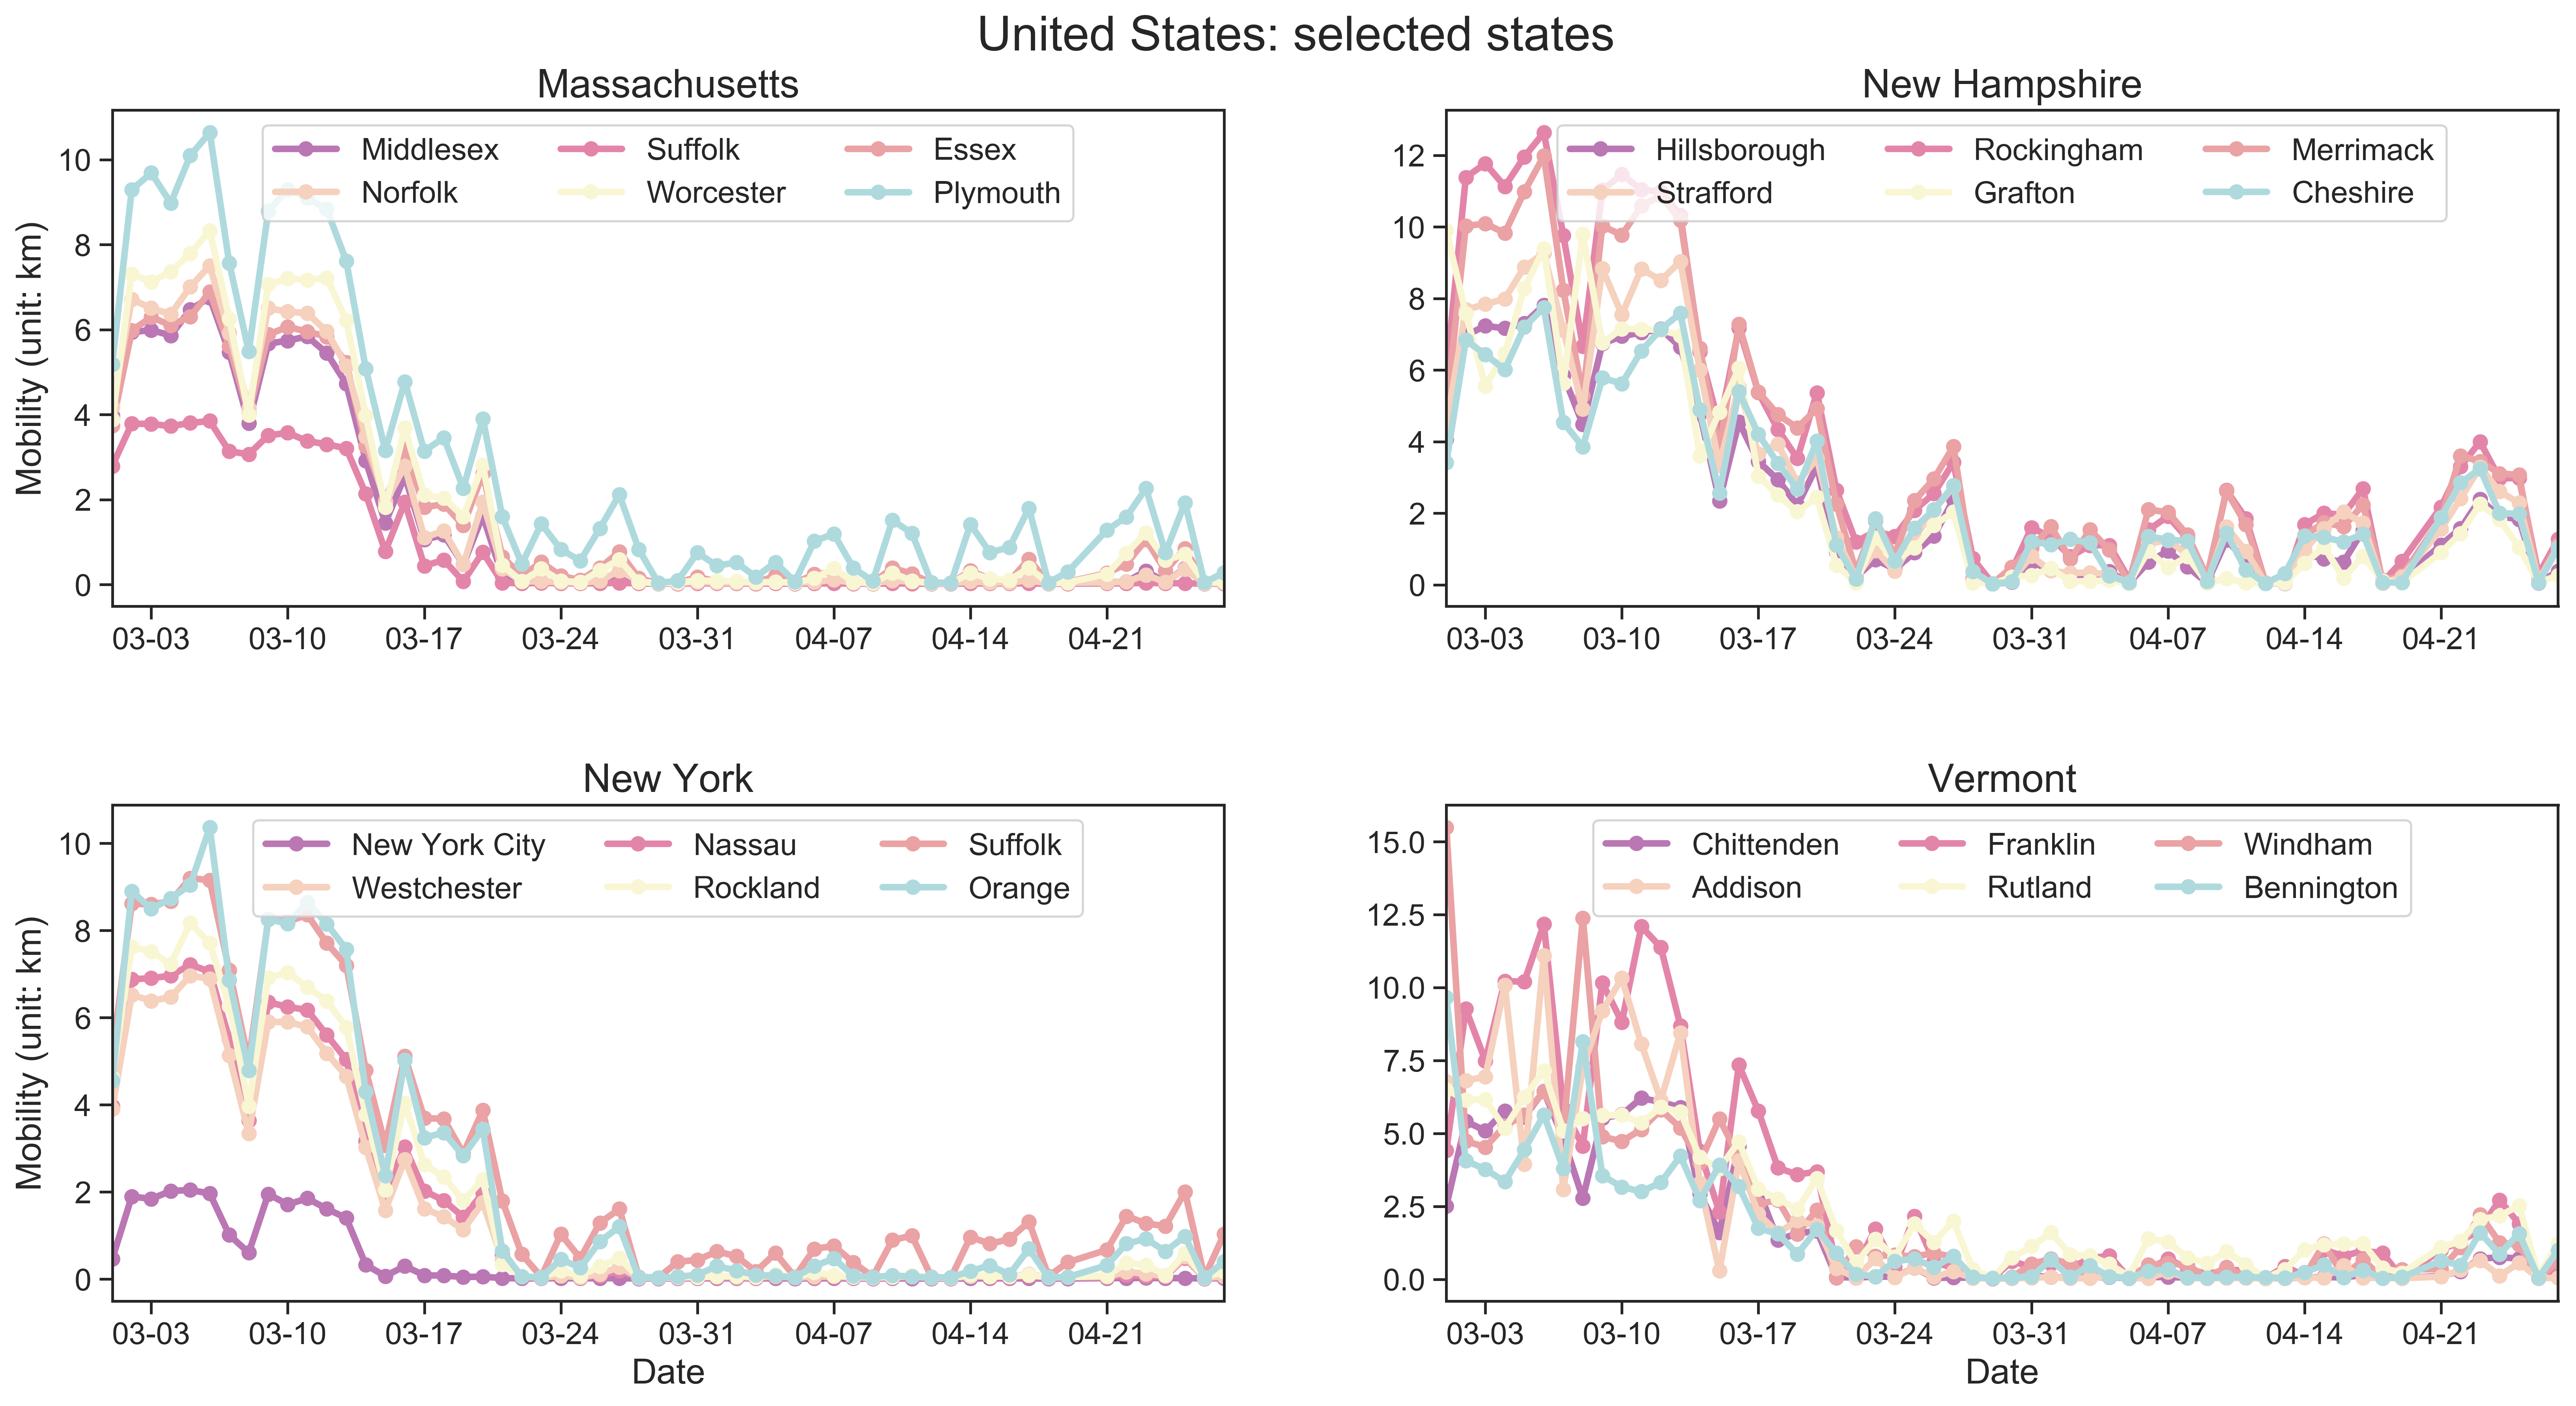 United States: selected states
Massachusetts
Mobility (unit: km)
10
8
6
4
2
0
Middlesex Suffolk Essex
Norfolk Worcester Plymouth
03-03 03-10 03-17 03-24 03-31 04-07 04-14 04-21
New Hampshire
12
10
8
6
4
2
0
Hillsborough Rockingham Merrimack
Strafford Grafton Cheshire
03-03 03-10 03-17 03-24 03-31 04-07 04-14 04-21
New York
Mobility (unit: km)
10
8
6
4
2
0
New York City Nassau Suffolk
Westchester Rockland Orange
03-03 03-10 03-17 03-24 03-31 04-07 04-14 04-21
Date
Vermont
15.0
12.5
10.0
7.5
5.0
2.5
0.0
Chittenden Franklin Windham
Addison Rutland Bennington
03-03 03-10 03-17 03-24 03-31 04-07 04-14 04-21
Date